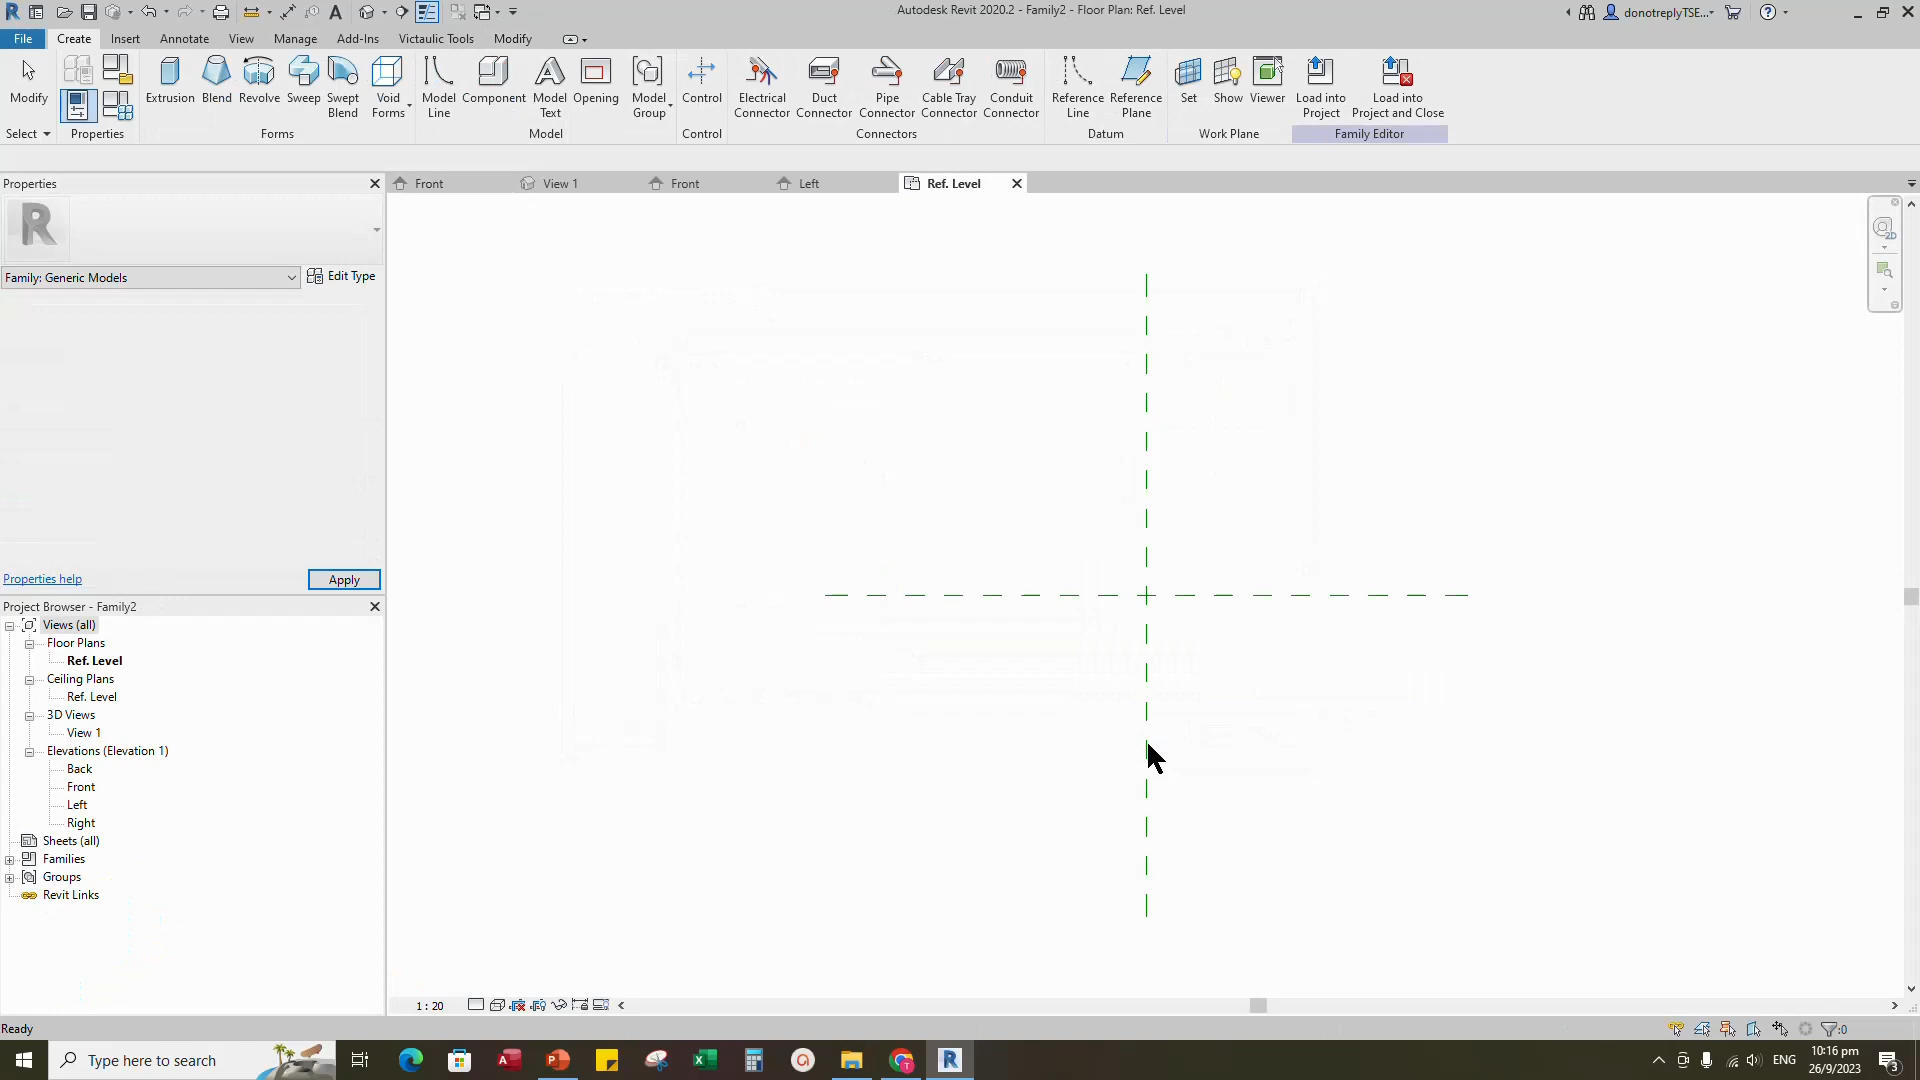 Autodesk Revit 2020.2 - Family2 - Floor Plan: Ref. Level
donotreplyTSE...
File Create Insert Annotate View Manage Add-Ins Victaulic Tools Modify
Modify
Extrusion Blend Revolve Sweep Swept Blend Void Forms
Model Line Component Model Text Opening Model Group
Control
Electrical Connector Duct Connector Pipe Connector Cable Tray Connector Conduit Connector
Reference Line Reference Plane
Set Show Viewer
Load into Project Load into Project and Close
Select Properties Forms Model Control Connectors Datum Work Plane Family Editor
Properties
Front View 1 Front Left Ref. Level
Family: Generic Models Edit Type
2D
Properties help Apply
Project Browser - Family2
Views (all)
Floor Plans
Ref. Level
Ceiling Plans
Ref. Level
3D Views
View 1
Elevations (Elevation 1)
Back
Front
Left
Right
Sheets (all)
Families
Groups
Revit Links
1 : 20
Ready
:0
Type here to search
ENG
10:16 pm
26/9/2023
3